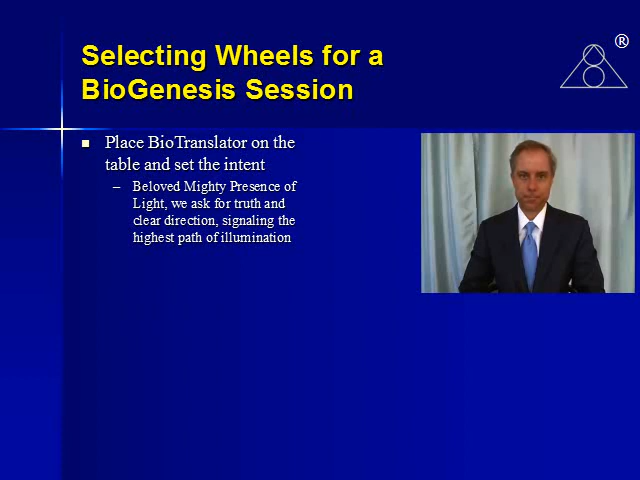 Selecting Wheels for a
BioGenesis Session
®
Place BioTranslator on the
table and set the intent
– Beloved Mighty Presence of
Light, we ask for truth and
clear direction, signaling the
highest path of illumination